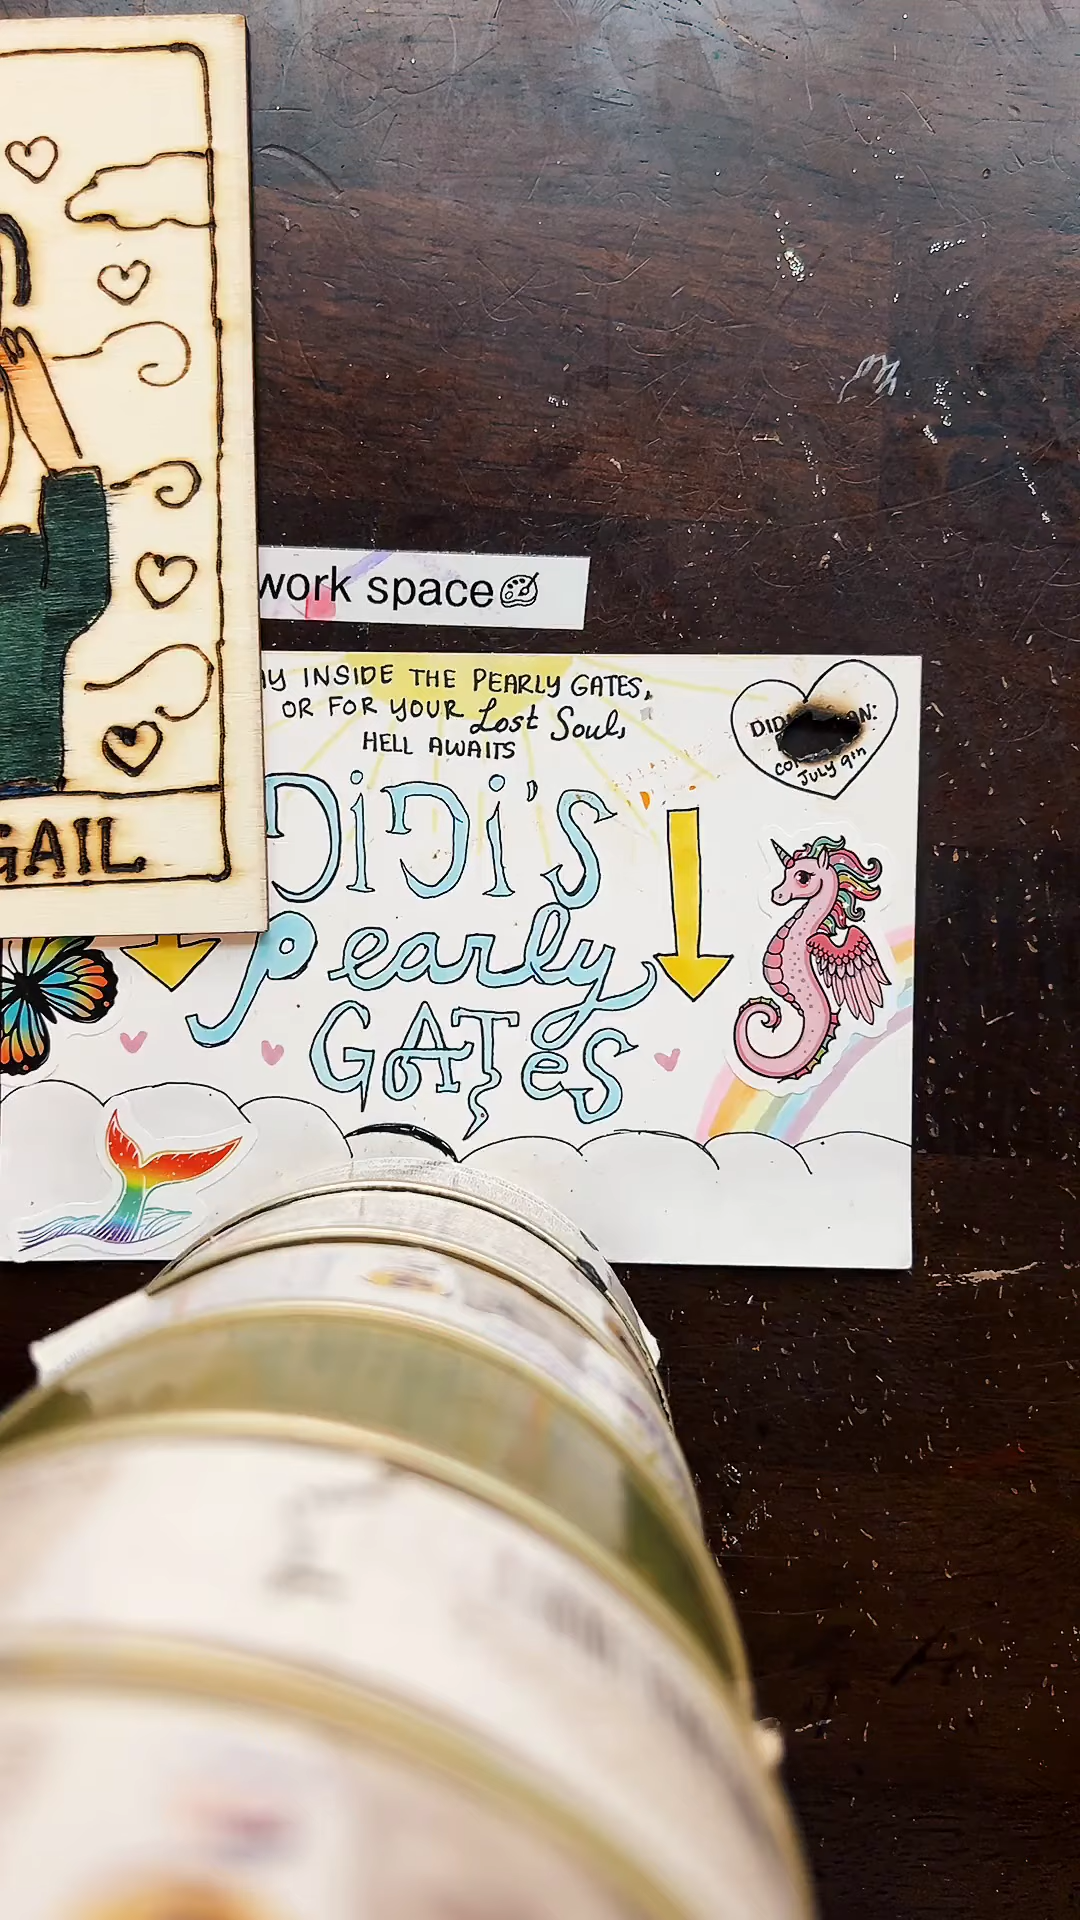 GAIL
work space
INSIDE THE PEARLY GATES,
OR FOR YOUR Lost Soul,
HELL AWAITS
DiDi's
Pearly
GATes
JULY 9th